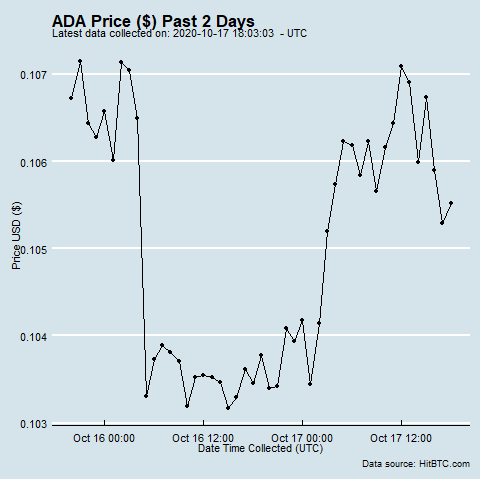 ADA Price ($) Past 2 Days
Latest data collected on: 2020-10-17 18:03:03 - UTC
Price USD ($)
0.107
0.106
0.105
0.104
0.103
Oct 16 00:00 Oct 16 12:00 Oct 17 00:00 Oct 17 12:00
Date Time Collected (UTC)
Data source: HitBTC.com